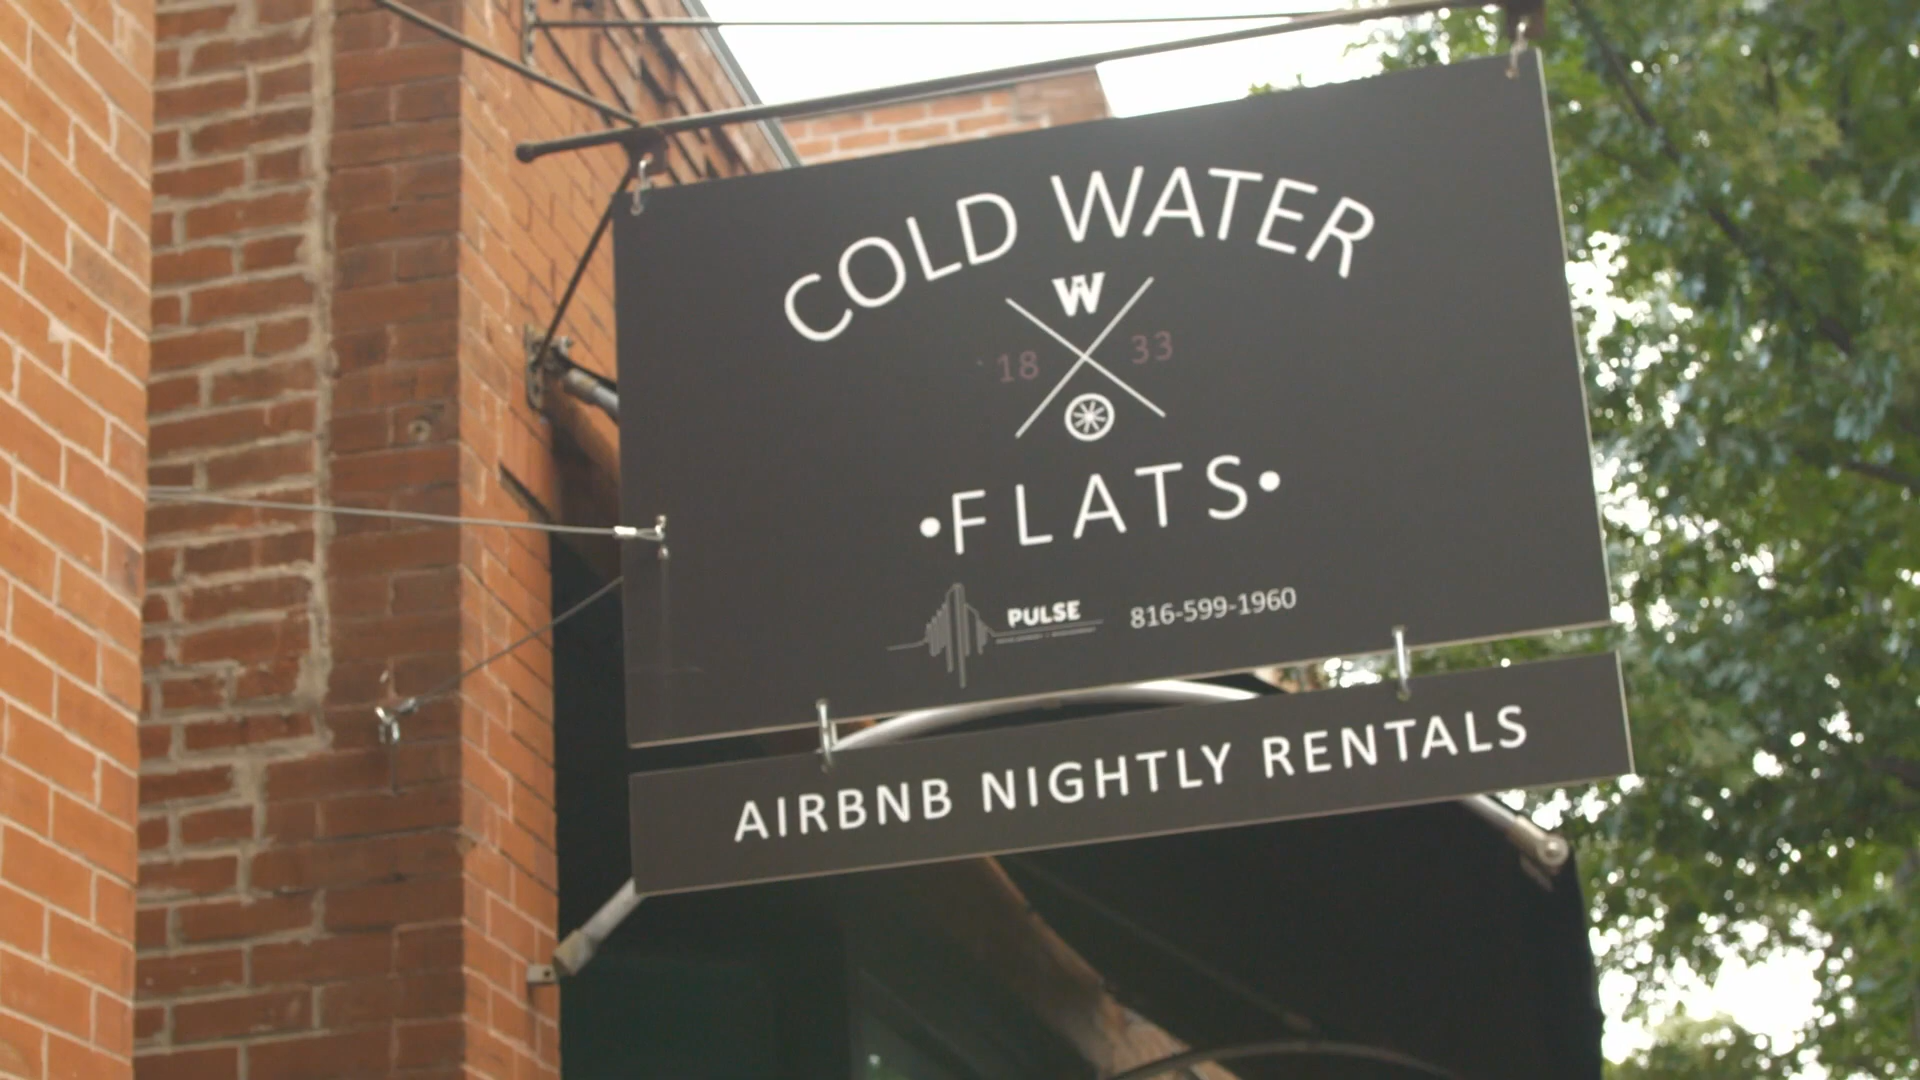 COLD WATER
W
18 33
•FLATS•
PULSE 816-599-1960
AIRBNB NIGHTLY RENTALS